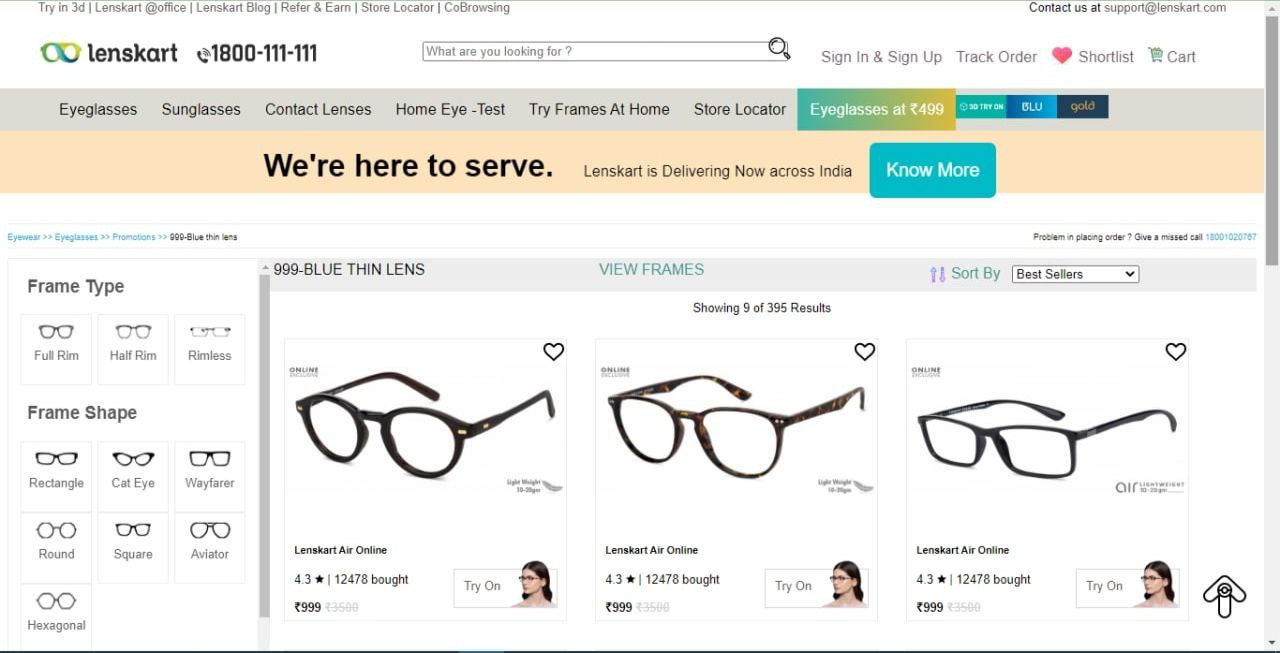 Try in 3d | Lenskart @office | Lenskart Blog | Refer & Earn | Store Locator | CoBrowsing
Contact us at support@lenskart.com
lenskart 1800-111-111
What are you looking for ?
Sign In & Sign Up Track Order Shortlist Cart
Eyeglasses Sunglasses Contact Lenses Home Eye -Test Try Frames At Home Store Locator Eyeglasses at ₹499 3D TRY ON BLU gold
We're here to serve. Lenskart is Delivering Now across India Know More
Eyewear >> Eyeglasses >> Promotions >> 999-Blue thin lens
Problem in placing order ? Give a missed call 18001020767
Frame Type
Full Rim Half Rim Rimless
Frame Shape
Rectangle Cat Eye Wayfarer
Round Square Aviator
Hexagonal
999-BLUE THIN LENS VIEW FRAMES Sort By Best Sellers
Showing 9 of 395 Results
ONLINE
EXCLUSIVE
Light Weight
10-20gm
Lenskart Air Online
4.3 ★ | 12478 bought
Try On
₹999 ₹3500
ONLINE
EXCLUSIVE
Light Weight
10-20gm
Lenskart Air Online
4.3 ★ | 12478 bought
Try On
₹999 ₹3500
ONLINE
EXCLUSIVE
air LIGHTWEIGHT
10-20gm
Lenskart Air Online
4.3 ★ | 12478 bought
Try On
₹999 ₹3500